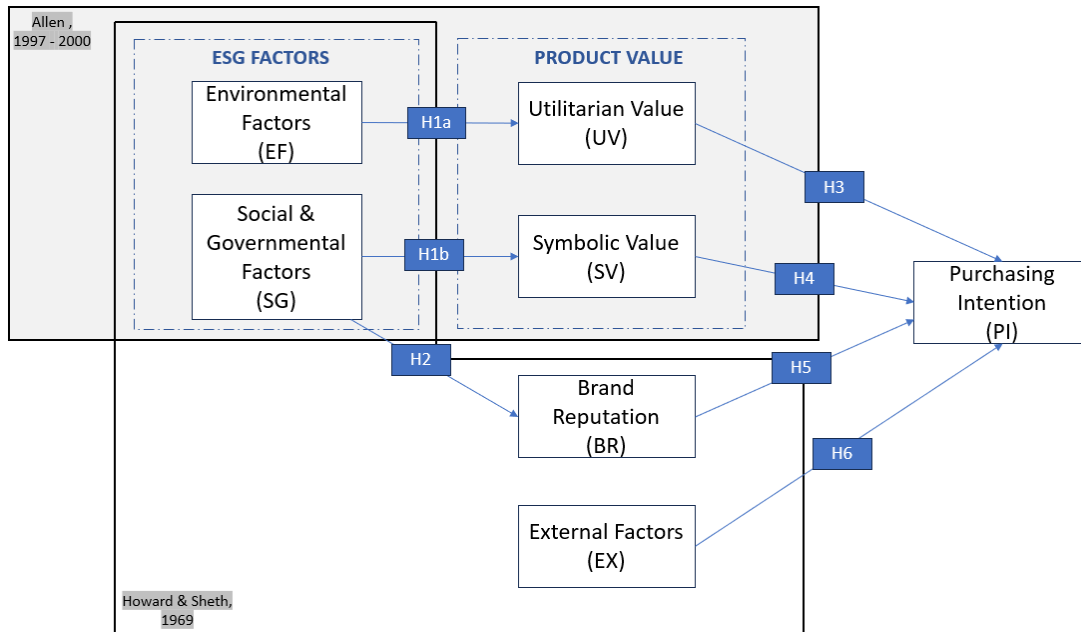 Allen ,
1997 - 2000
ESG FACTORS
PRODUCT VALUE
Environmental
Factors
(EF)
H1a
Utilitarian Value
(UV)
H3
Social &
Governmental
Factors
(SG)
H1b
Symbolic Value
(SV)
H4
Purchasing
Intention
(PI)
H2
H5
Brand
Reputation
(BR)
H6
External Factors
(EX)
Howard & Sheth,
1969